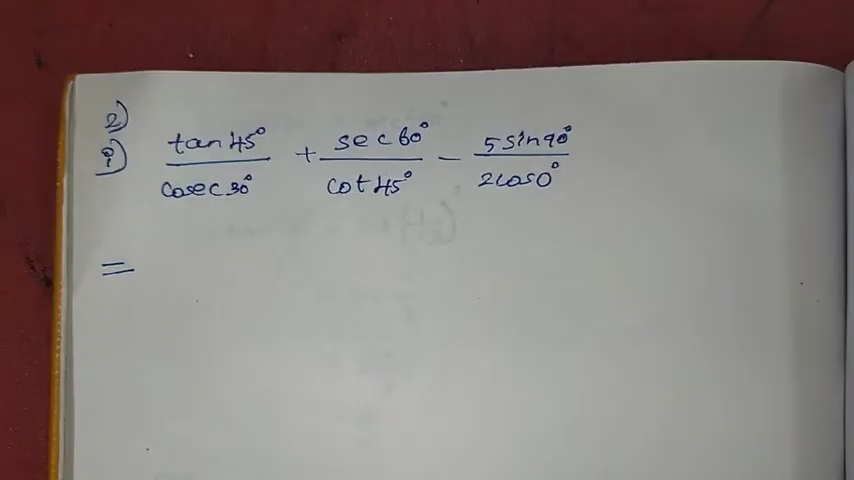 2)
i) tan45° / cosec30° + sec60° / cot45° - 5sin90° / 2cos0°
=